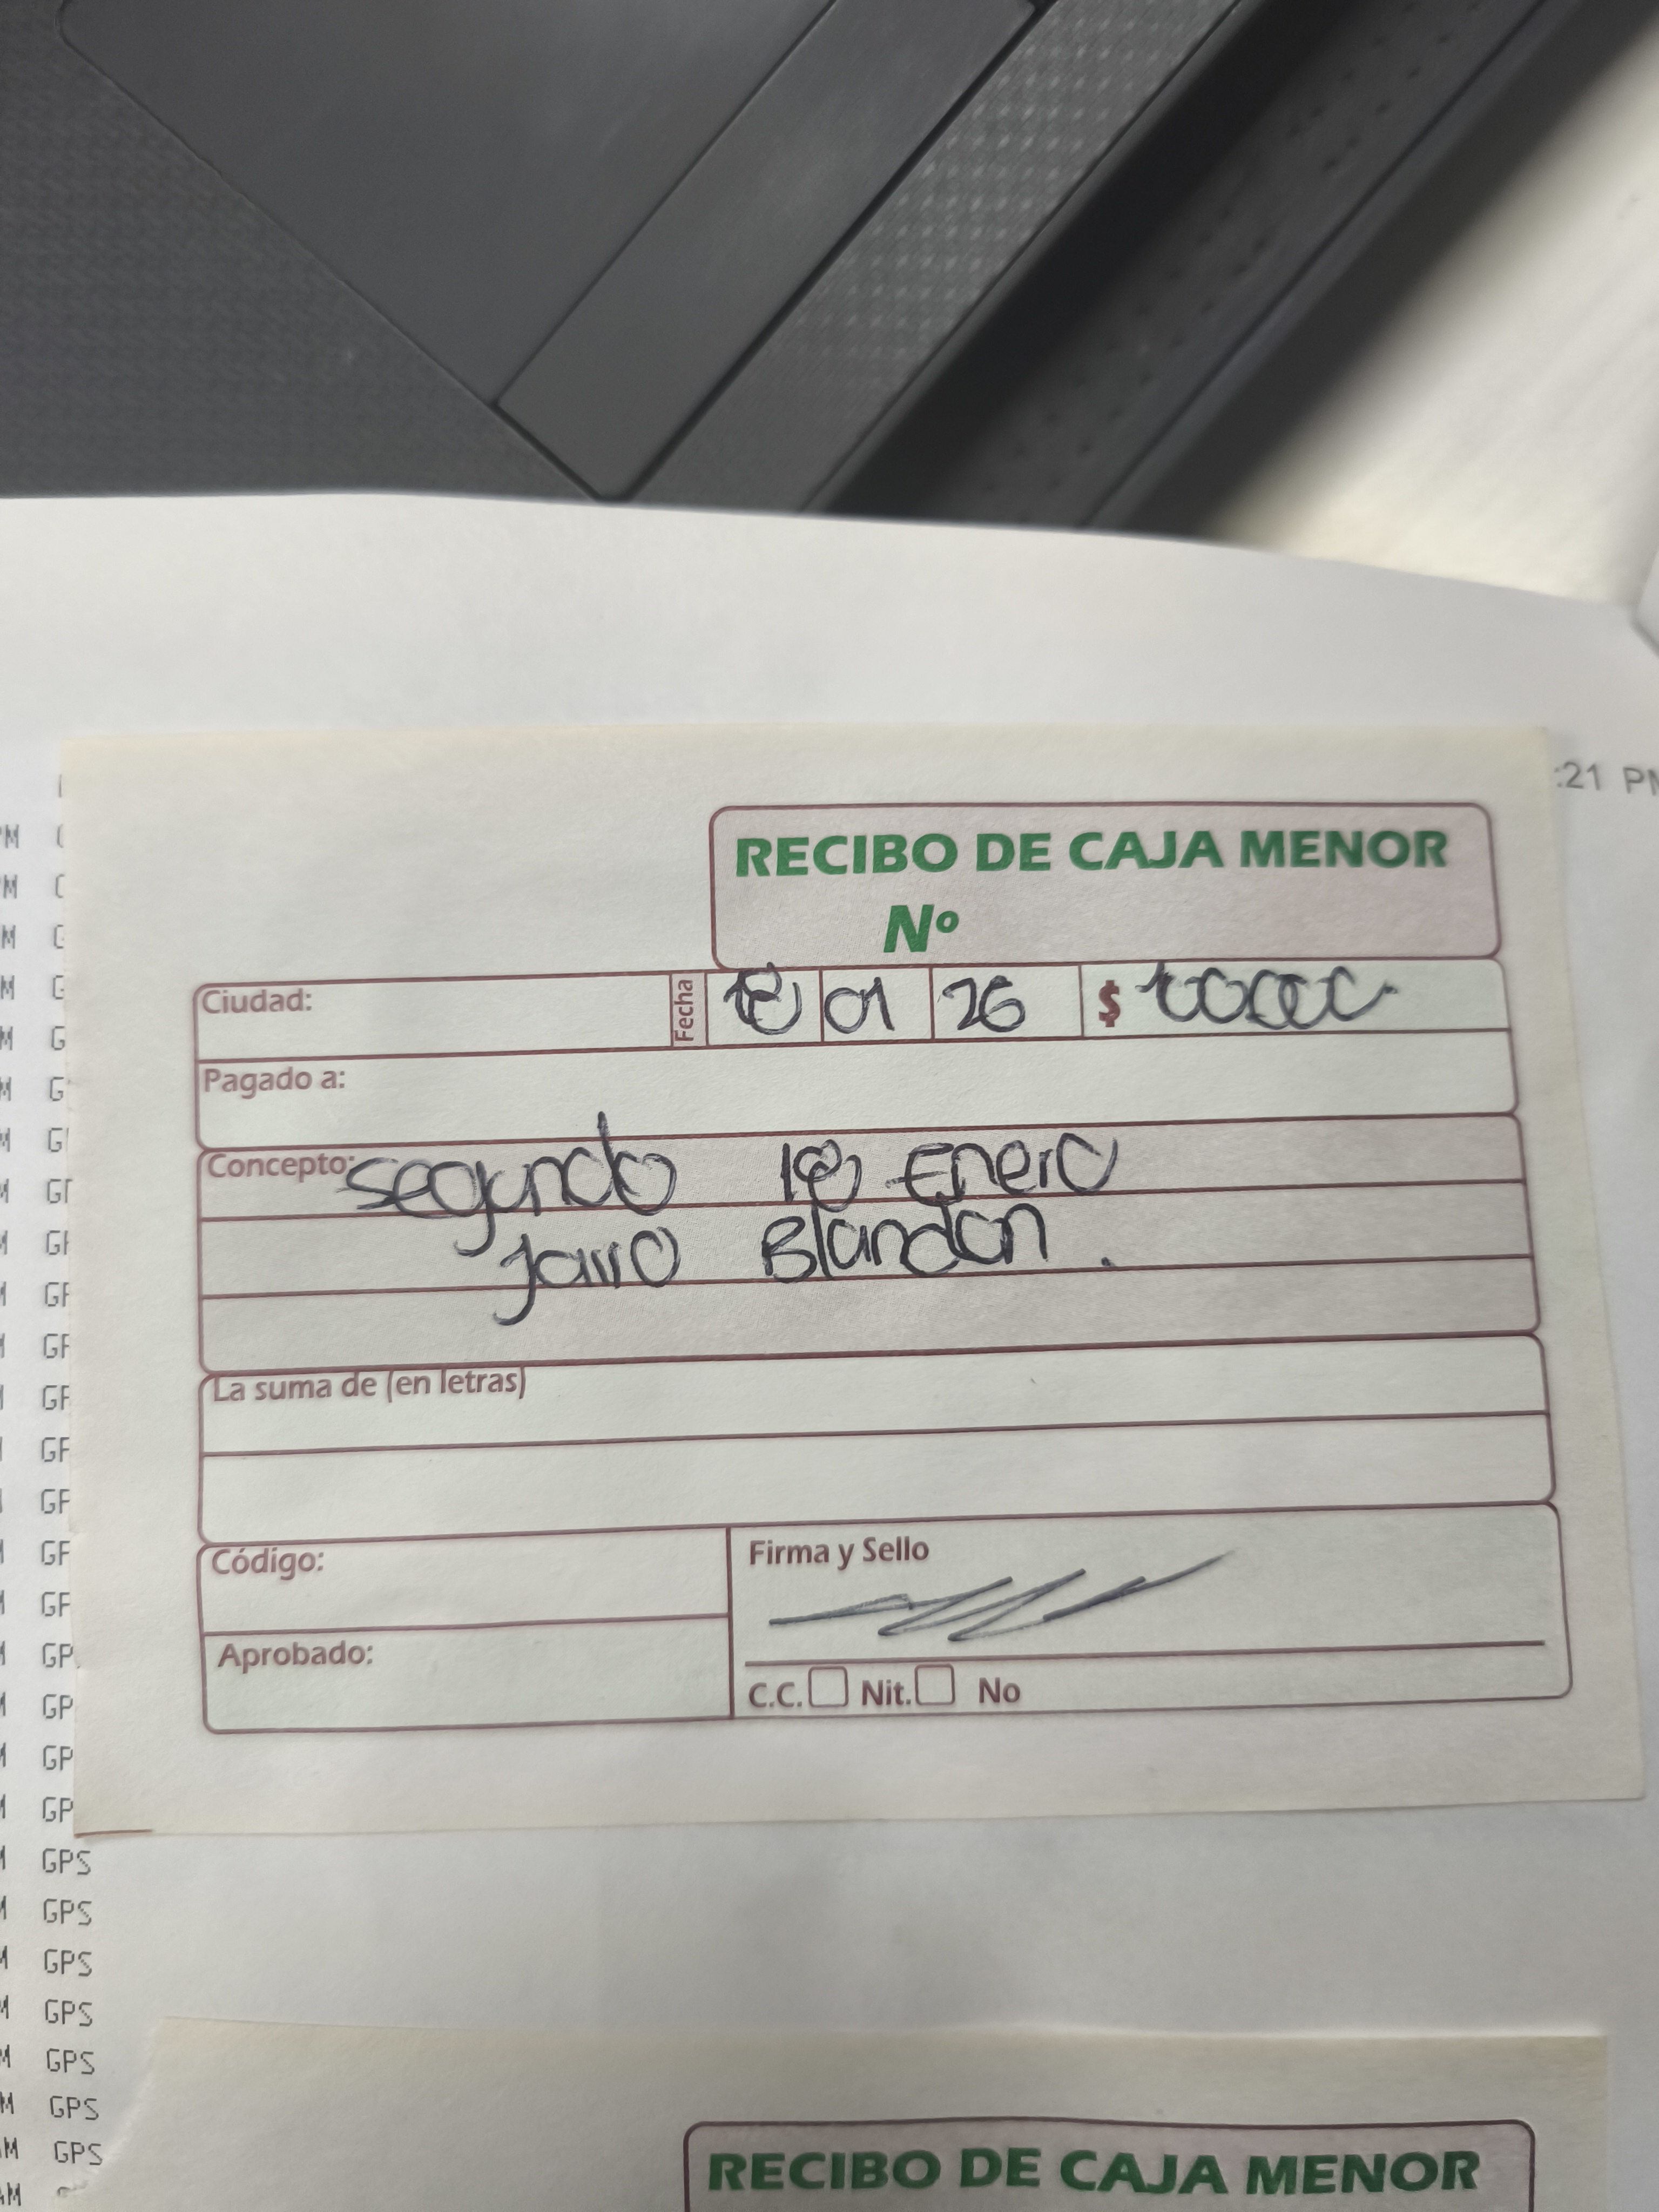 :21 PM
RECIBO DE CAJA MENOR
Nº
Ciudad:
Fecha 18 01 26 $
Pagado a:
Concepto: segundo 18 Enero
Jairo Blandon.
La suma de (en letras)
Código:
Firma y Sello
Aprobado:
C.C. Nit. No
GPS
GPS
GPS
GPS
GPS
GPS
GPS
RECIBO DE CAJA MENOR